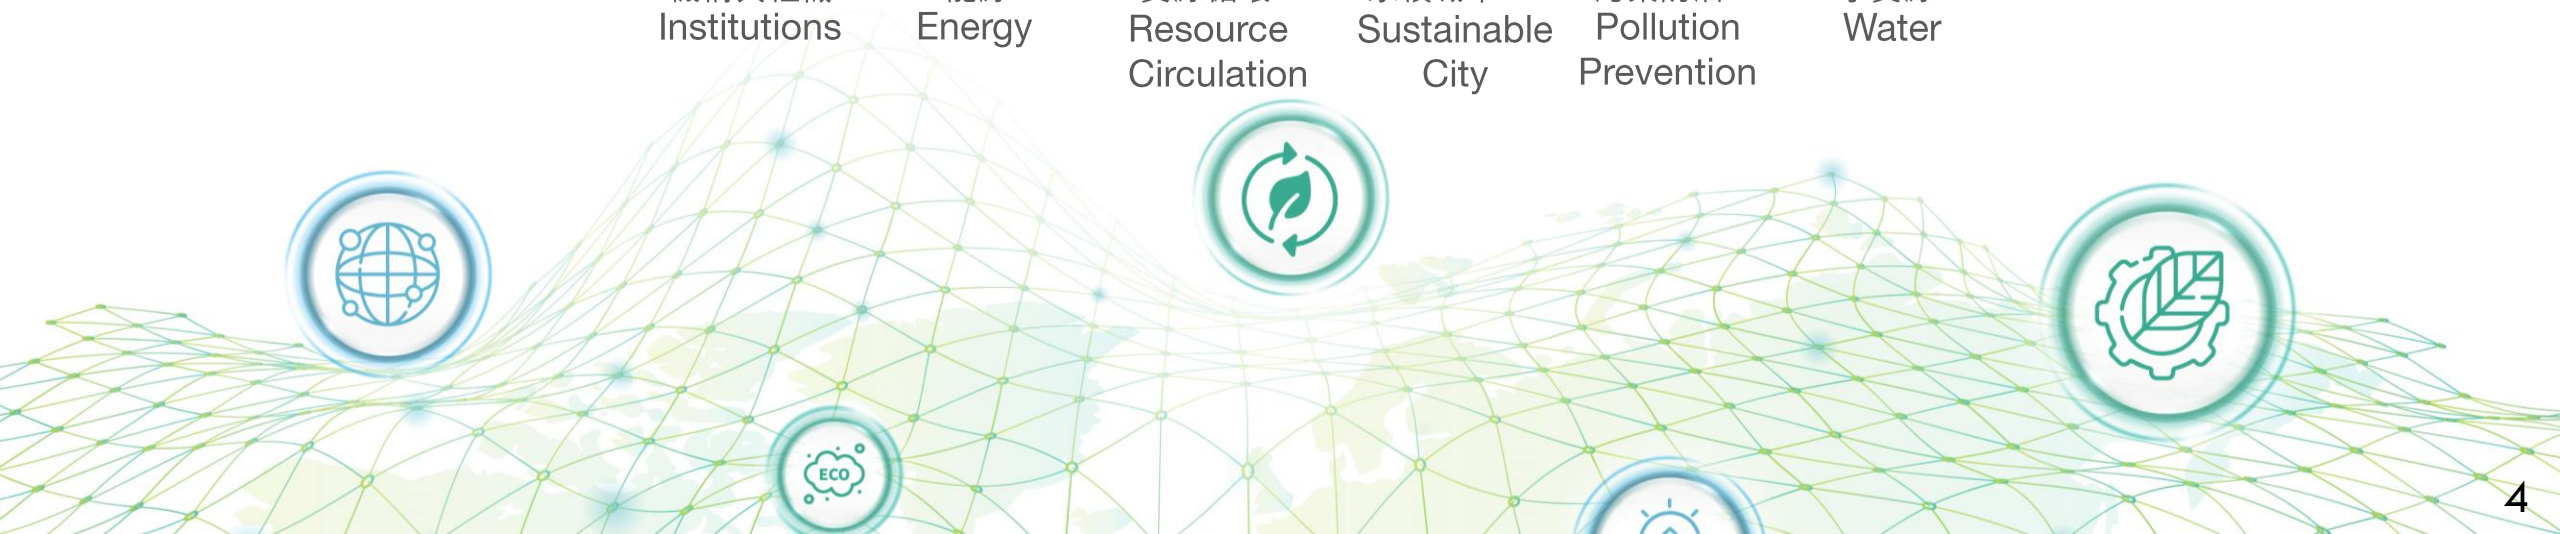 Institutions
Energy
Resource
Circulation
Sustainable
City
Pollution
Prevention
Water
ECO
4